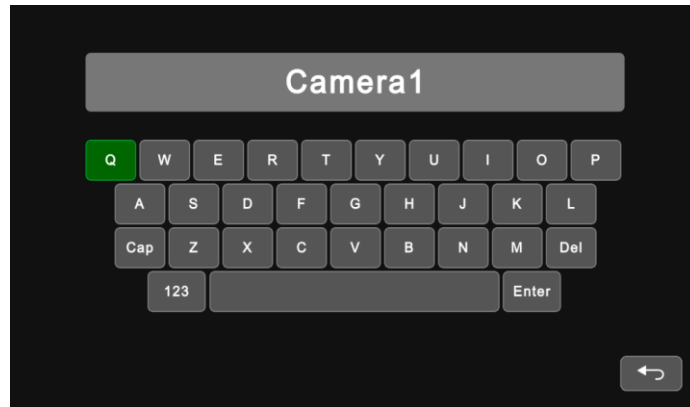 Camera1
Q W E R T Y U I O P
A S D F G H J K L
Cap Z X C V B N M Del
123 Enter